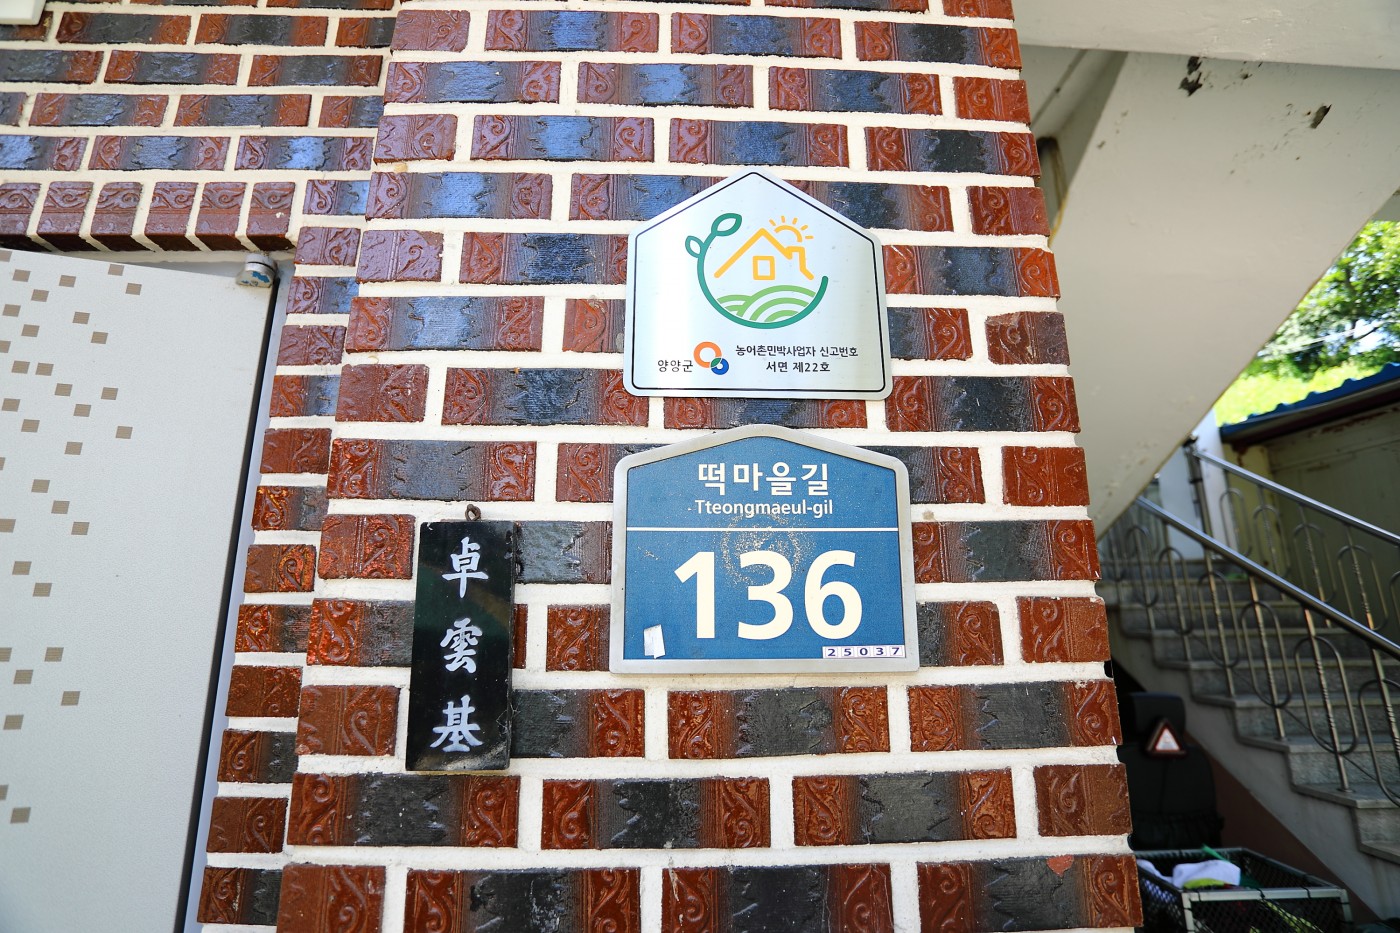 양양군
농어촌민박사업자 신고번호
서면 제22호
떡마을길
Tteongmaeul-gil
136
25037
卓雲基